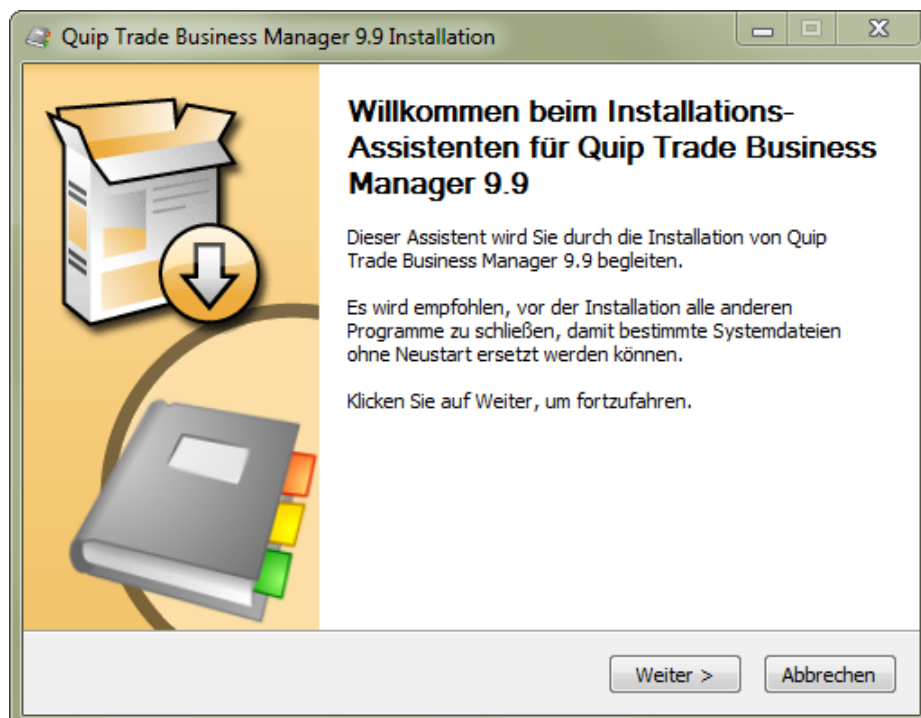 Quip Trade Business Manager 9.9 Installation
Willkommen beim Installations-
Assistenten für Quip Trade Business
Manager 9.9
Dieser Assistent wird Sie durch die Installation von Quip
Trade Business Manager 9.9 begleiten.
Es wird empfohlen, vor der Installation alle anderen
Programme zu schließen, damit bestimmte Systemdateien
ohne Neustart ersetzt werden können.
Klicken Sie auf Weiter, um fortzufahren.
Weiter >
Abbrechen